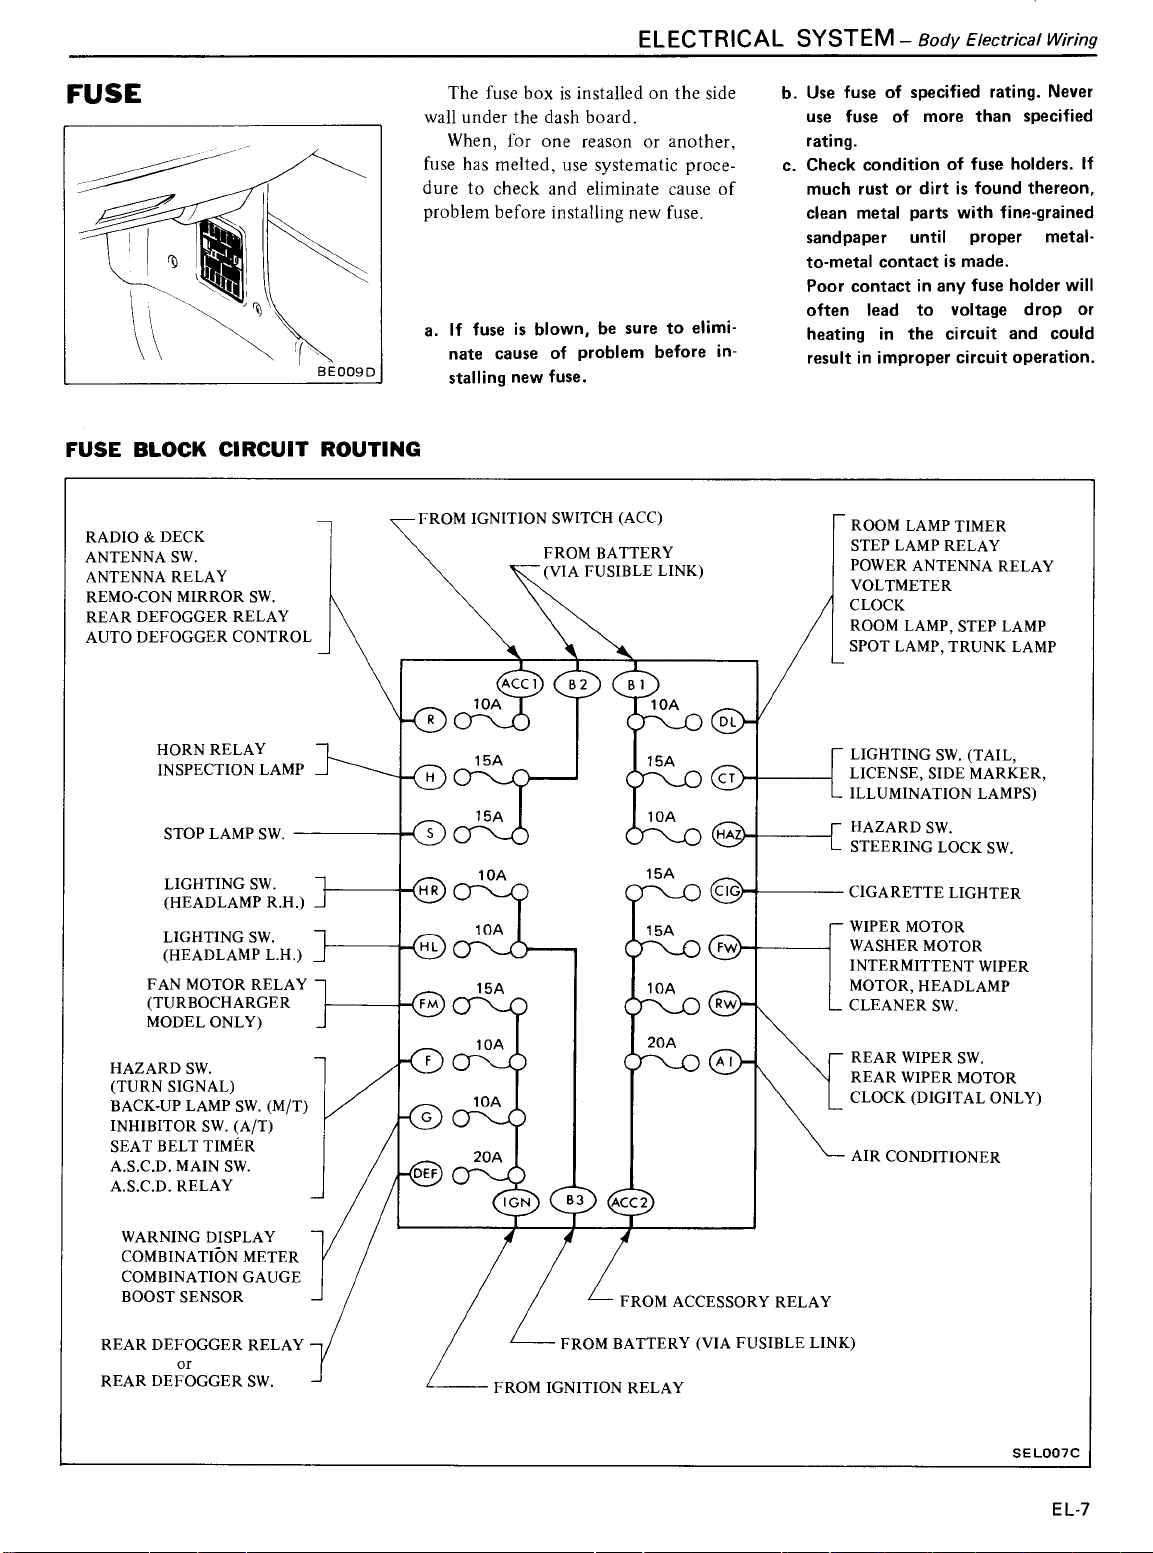 ELECTRICAL SYSTEM – Body Electrical Wiring
FUSE
BE009D
The fuse box is installed on the side
wall under the dash board.
When, for one reason or another,
fuse has melted, use systematic proce-
dure to check and eliminate cause of
problem before installing new fuse.
a. If fuse is blown, be sure to elimi-
nate cause of problem before in-
stalling new fuse.
b. Use fuse of specified rating. Never
use fuse of more than specified
rating.
c. Check condition of fuse holders. If
much rust or dirt is found thereon,
clean metal parts with fine-grained
sandpaper until proper metal-
to-metal contact is made.
Poor contact in any fuse holder will
often lead to voltage drop or
heating in the circuit and could
result in improper circuit operation.
FUSE BLOCK CIRCUIT ROUTING
RADIO & DECK
ANTENNA SW.
ANTENNA RELAY
REMO-CON MIRROR SW.
REAR DEFOGGER RELAY
AUTO DEFOGGER CONTROL
HORN RELAY
INSPECTION LAMP
STOP LAMP SW.
LIGHTING SW.
(HEADLAMP R.H.)
LIGHTING SW.
(HEADLAMP L.H.)
FAN MOTOR RELAY
(TURBOCHARGER
MODEL ONLY)
HAZARD SW.
(TURN SIGNAL)
BACK-UP LAMP SW. (M/T)
INHIBITOR SW. (A/T)
SEAT BELT TIMER
A.S.C.D. MAIN SW.
A.S.C.D. RELAY
WARNING DISPLAY
COMBINATION METER
COMBINATION GAUGE
BOOST SENSOR
REAR DEFOGGER RELAY
or
REAR DEFOGGER SW.
FROM IGNITION SWITCH (ACC)
FROM BATTERY
(VIA FUSIBLE LINK)
ACC1 B2 B1
R 10A 10A DL
H 15A 15A CT
S 15A 10A HAZ
HR 10A 15A CIG
HL 10A 15A FW
FM 15A 10A RW
F 10A 20A AI
G 10A
DEF 20A
IGN B3 ACC2
FROM ACCESSORY RELAY
FROM BATTERY (VIA FUSIBLE LINK)
FROM IGNITION RELAY
ROOM LAMP TIMER
STEP LAMP RELAY
POWER ANTENNA RELAY
VOLTMETER
CLOCK
ROOM LAMP, STEP LAMP
SPOT LAMP, TRUNK LAMP
LIGHTING SW. (TAIL,
LICENSE, SIDE MARKER,
ILLUMINATION LAMPS)
HAZARD SW.
STEERING LOCK SW.
CIGARETTE LIGHTER
WIPER MOTOR
WASHER MOTOR
INTERMITTENT WIPER
MOTOR, HEADLAMP
CLEANER SW.
REAR WIPER SW.
REAR WIPER MOTOR
CLOCK (DIGITAL ONLY)
AIR CONDITIONER
SEL007C
EL-7